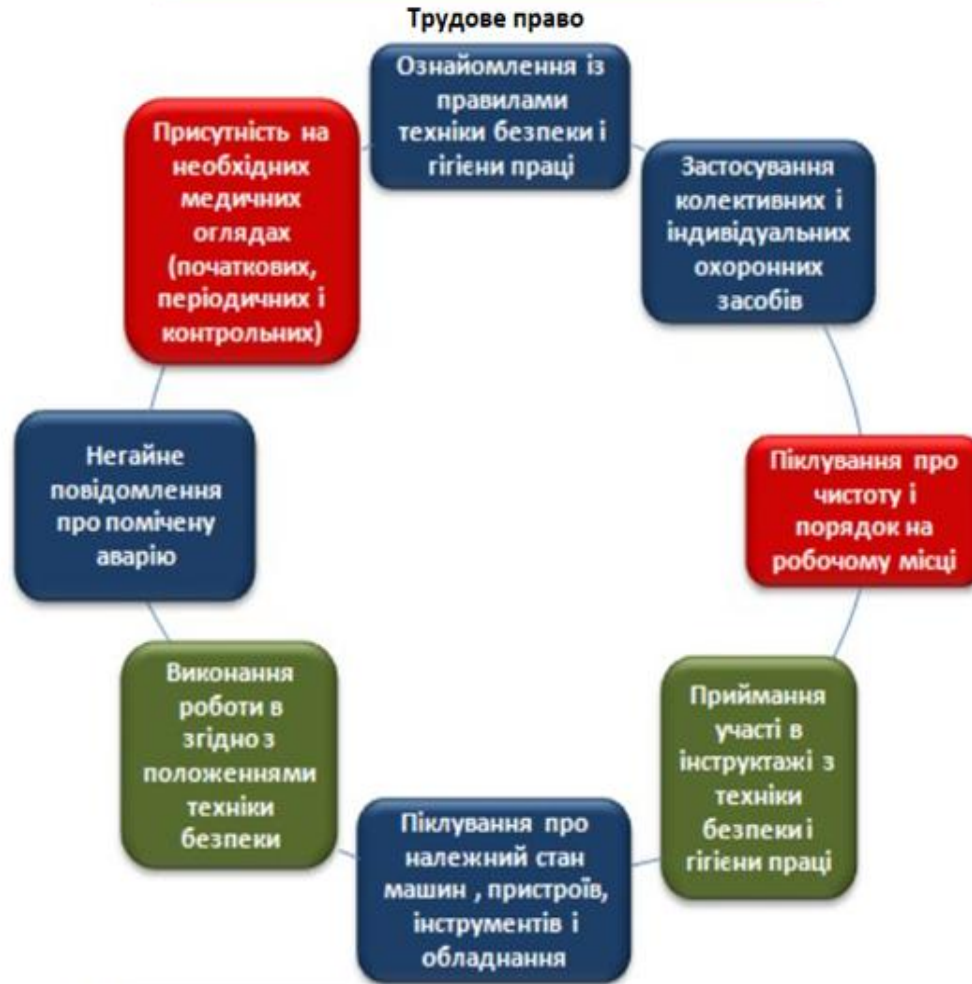 Трудове право
Ознайомлення із
правилами
техніки безпеки і
гігієни праці
Застосування
колективних і
індивідуальних
охоронних
засобів
Піклування про
чистоту і
порядок на
робочому місці
Приймання
участі в
інструктажі з
техніки
безпеки і
гігієни праці
Піклування про
належний стан
машин , пристроїв,
інструментів і
обладнання
Виконання
роботи в
згідно з
положеннями
техніки
безпеки
Негайне
повідомлення
про помічену
аварію
Присутність на
необхідних
медичних
оглядах
(початкових,
періодичних і
контрольних)